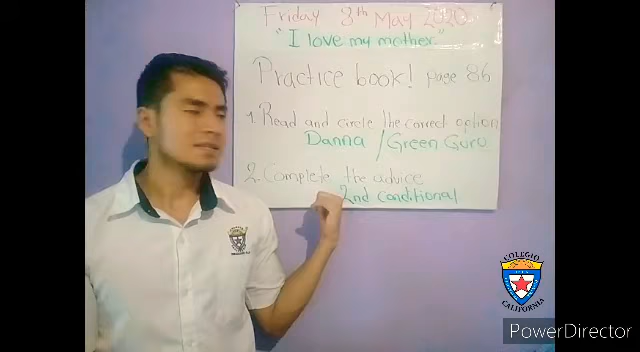 Friday 8th May 2020
"I love my mother"
Practice book! page 86
1. Read and circle the correct option
Danna / Green Guro
2. Complete the advice
2nd conditional
COLEGIO
CALIFORNIA
PowerDirector